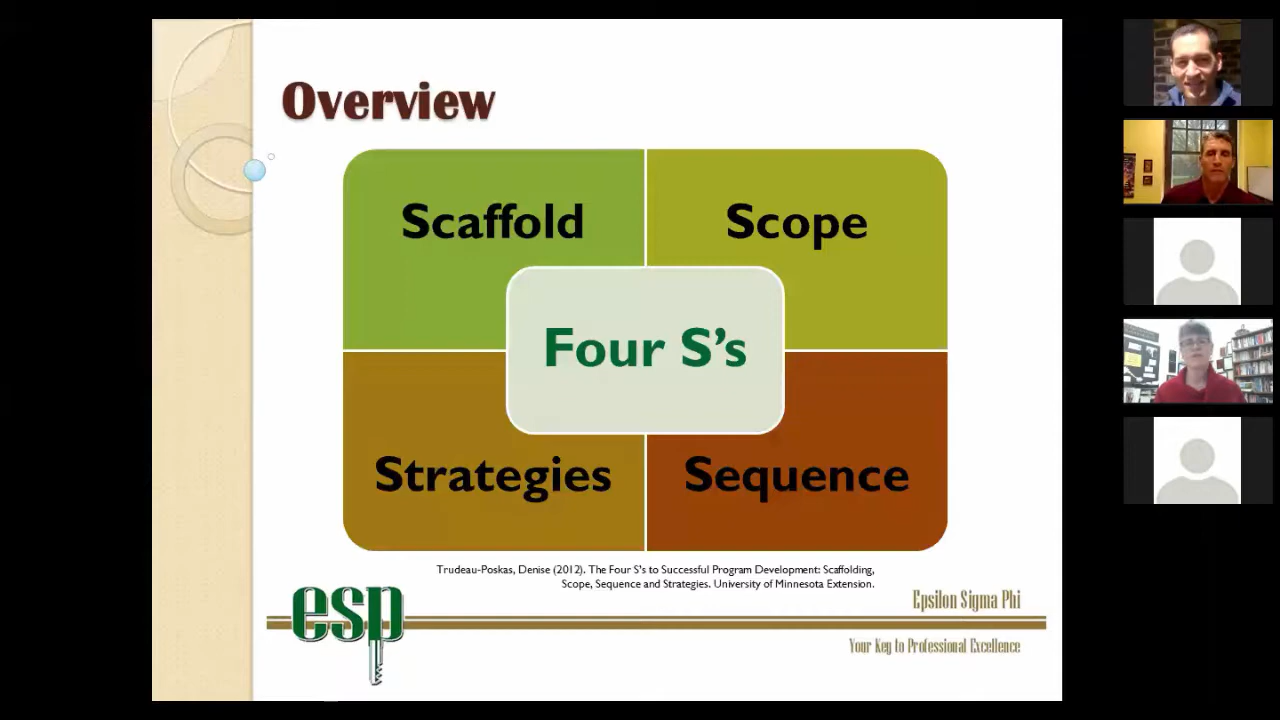 Overview
Scaffold
Scope
Four S's
Strategies
Sequence
Trudeau-Poskas, Denise (2012). The Four S's to Successful Program Development: Scaffolding,
Scope, Sequence and Strategies. University of Minnesota Extension.
esp
Epsilon Sigma Phi
Your Key to Professional Excellence